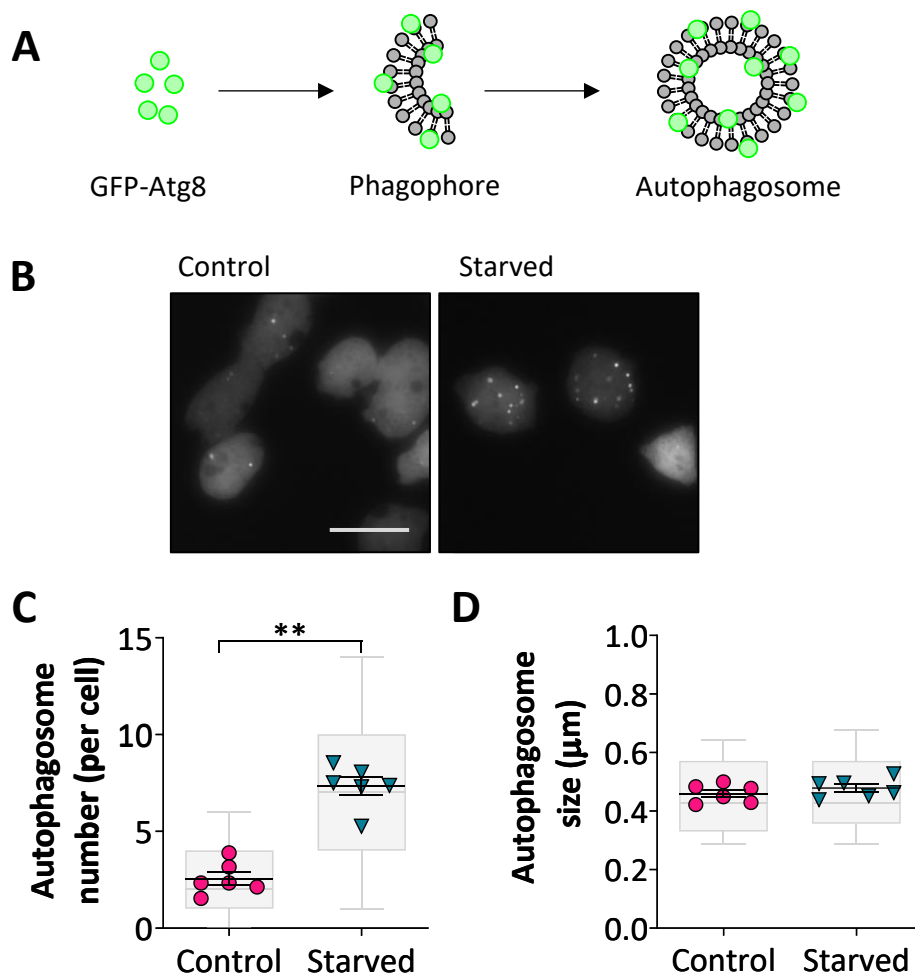 A
GFP-Atg8
Phagophore
Autophagosome
B
Control
Starved
C
Autophagosome
number (per cell)
15
10
5
0
**
Control
Starved
D
Autophagosome
size (μm)
1.0
0.8
0.6
0.4
0.2
0.0
Control
Starved